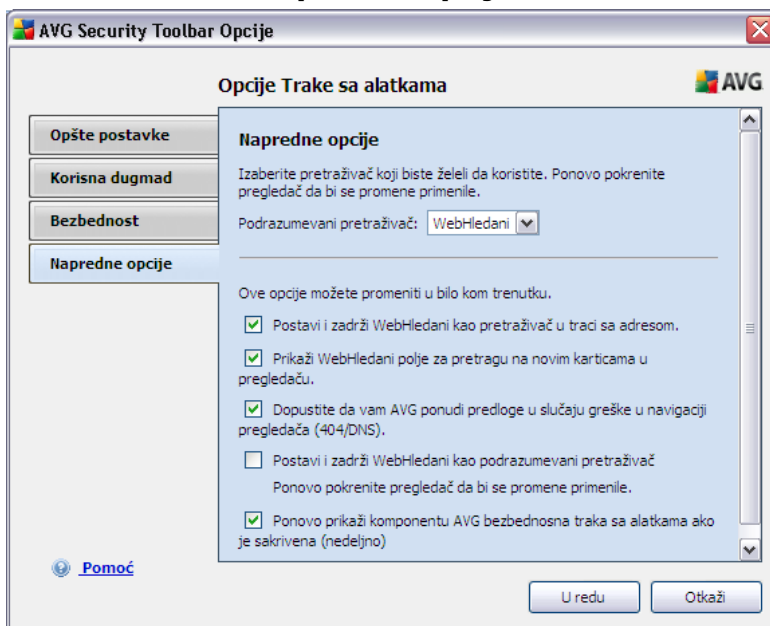 AVG Security Toolbar Opcije
Opcije Trake sa alatkama
AVG
Opšte postavke
Korisna dugmad
Bezbednost
Napredne opcije
Napredne opcije
Izaberite pretraživač koji biste želeli da koristite. Ponovo pokrenite
pregledač da bi se promene primenile.
Podrazumevani pretraživač: WebHledani
Ove opcije možete promeniti u bilo kom trenutku.
Postavi i zadrži WebHledani kao pretraživač u traci sa adresom.
Prikaži WebHledani polje za pretragu na novim karticama u
pregledaču.
Dopustite da vam AVG ponudi predloge u slučaju greške u navigaciji
pregledača (404/DNS).
Postavi i zadrži WebHledani kao podrazumevani pretraživač
Ponovo pokrenite pregledač da bi se promene primenile.
Ponovo prikaži komponentu AVG bezbednosna traka sa alatkama ako
je sakrivena (nedeljno)
Pomoć
U redu
Otkaži